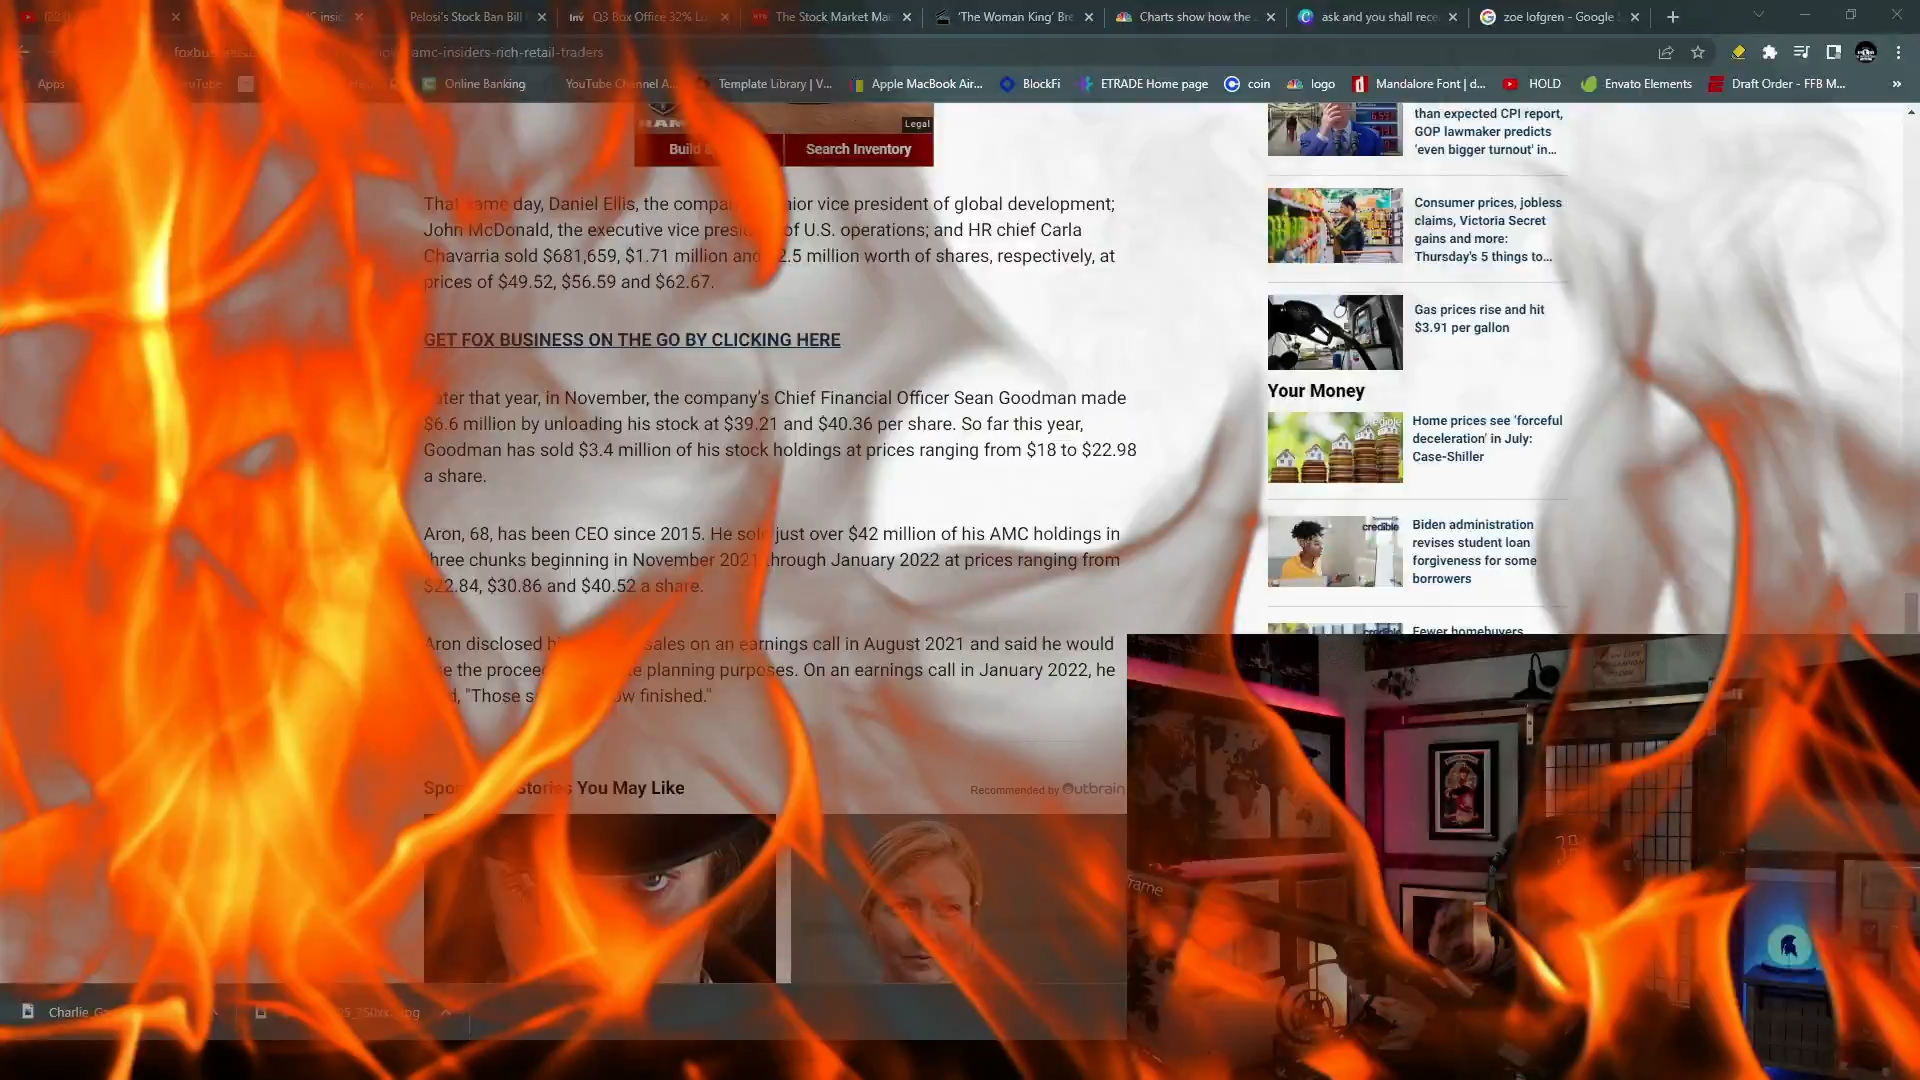 Pelosi's Stock Ban Bill
Inv
Q3 Box Office 32%
The Stock Market Ma
'The Woman King' Bre
Charts show how the
ask and you shall rece
zoe lofgren - Google
amc-insiders-rich-retail-traders
Apps
Online Banking
YouTube Channel A...
Template Library | V...
Apple MacBook Air...
BlockFi
ETRADE Home page
coin
logo
Mandalore Font | d...
HOLD
Envato Elements
Draft Order - FFB M...
»
RAM
Legal
Build &
Search Inventory
day, Daniel Ellis, the vice president of global development;
John McDonald, the executive vice of U.S. operations; and HR chief Carla
Chavarria sold $681,659, $1.71 million and 2.5 million worth of shares, respectively, at
prices of $49.52, $56.59 and $62.67.
GET FOX BUSINESS ON THE GO BY CLICKING HERE
that year, in November, the company's Chief Financial Officer Sean Goodman made
$6.6 million by unloading his stock at $39.21 and $40.36 per share. So far this year,
Goodman has sold $3.4 million of his stock holdings at prices ranging from $18 to $22.98
a share.
Aron, 68, has been CEO since 2015. He sold just over $42 million of his AMC holdings in
three chunks beginning in November 2021 through January 2022 at prices ranging from
$22.84, $30.86 and $40.52 a share.
Aron disclosed sales on an earnings call in August 2021 and said he would
the planning purposes. On an earnings call in January 2022, he
"Those finished."
Stories You May Like
Recommended by Outbrain
than expected CPI report,
GOP lawmaker predicts
'even bigger turnout' in...
Consumer prices, jobless
claims, Victoria Secret
gains and more:
Thursday's 5 things to...
Gas prices rise and hit
$3.91 per gallon
Your Money
credible
Home prices see 'forceful
deceleration' in July:
Case-Shiller
credible
Biden administration
revises student loan
forgiveness for some
borrowers
Fewer homebuyers
frame
Charlie